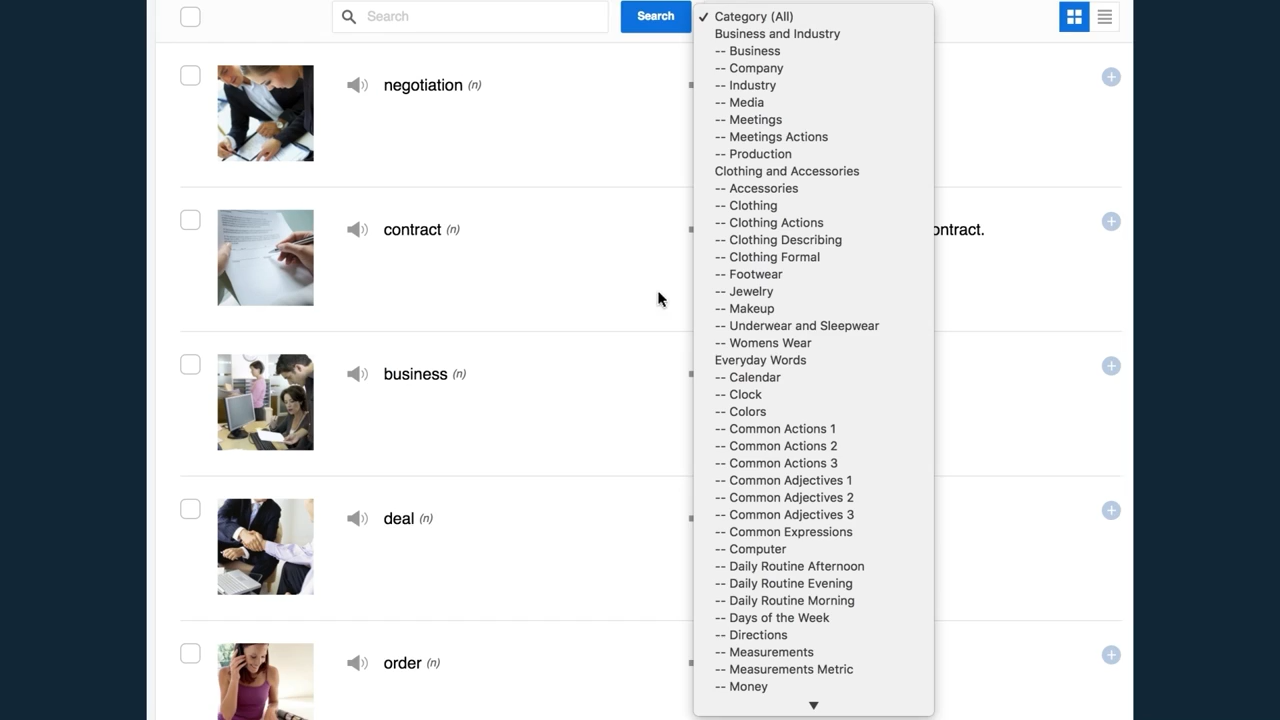 Search
Search
✓ Category (All)
Business and Industry
-- Business
-- Company
-- Industry
-- Media
-- Meetings
-- Meetings Actions
-- Production
Clothing and Accessories
-- Accessories
-- Clothing
-- Clothing Actions
-- Clothing Describing
-- Clothing Formal
-- Footwear
-- Jewelry
-- Makeup
-- Underwear and Sleepwear
-- Womens Wear
Everyday Words
-- Calendar
-- Clock
-- Colors
-- Common Actions 1
-- Common Actions 2
-- Common Actions 3
-- Common Adjectives 1
-- Common Adjectives 2
-- Common Adjectives 3
-- Common Expressions
-- Computer
-- Daily Routine Afternoon
-- Daily Routine Evening
-- Daily Routine Morning
-- Days of the Week
-- Directions
-- Measurements
-- Measurements Metric
-- Money
negotiation (n)
contract (n)
ontract.
business (n)
deal (n)
order (n)